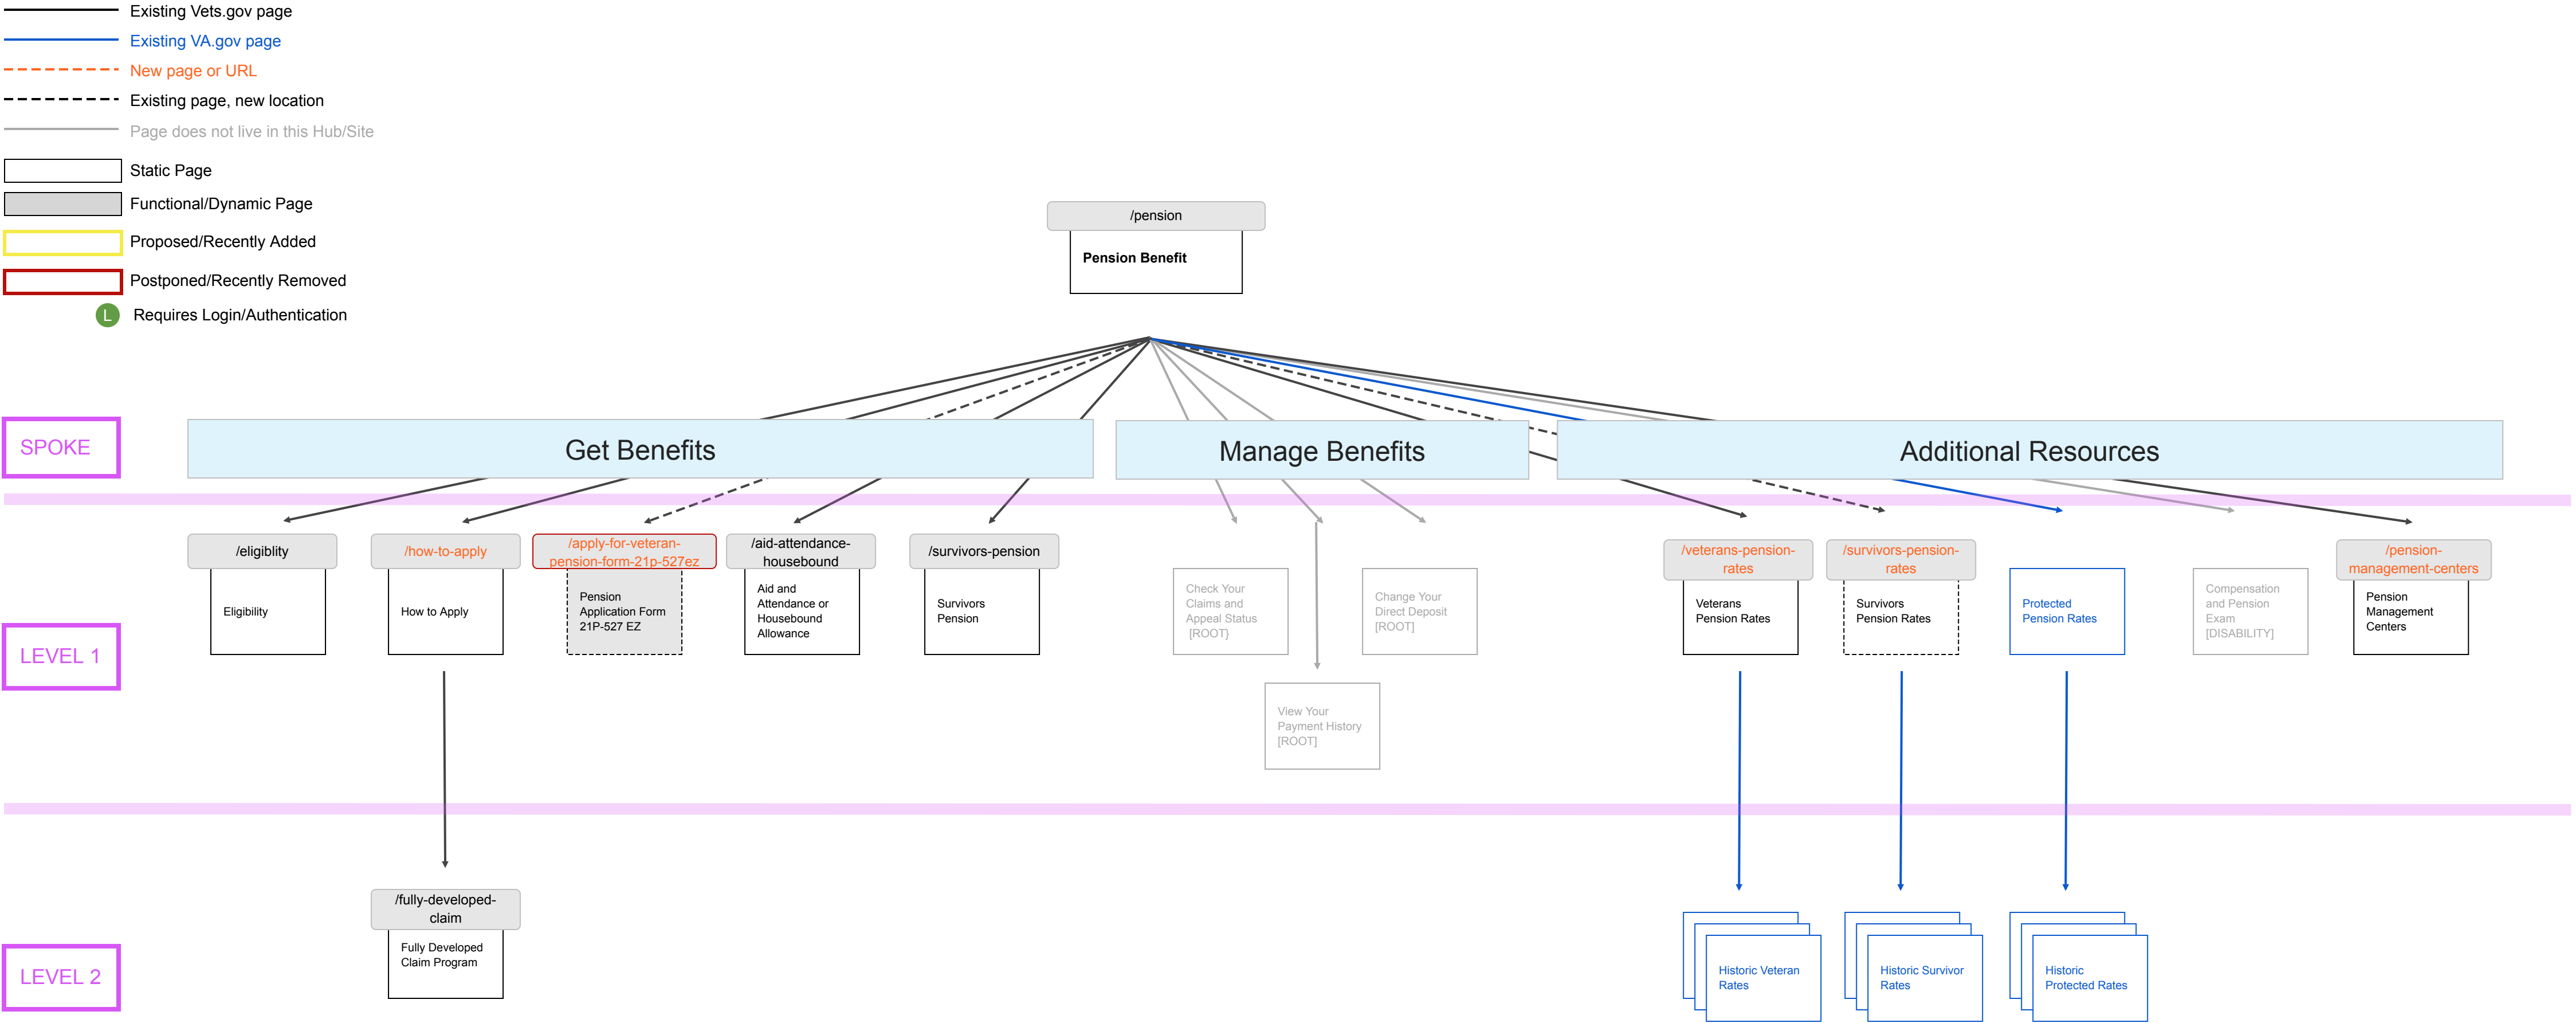 Existing Vets.gov page
Existing VA.gov page
New page or URL
Existing page, new location
Page does not live in this Hub/Site
Static Page
Functional/Dynamic Page
Proposed/Recently Added
Postponed/Recently Removed
L Requires Login/Authentication
/pension
Pension Benefit
SPOKE
Get Benefits
Manage Benefits
Additional Resources
LEVEL 1
/eligiblity
Eligibility
/how-to-apply
How to Apply
/apply-for-veteran-
pension-form-21p-527ez
Pension
Application Form
21P-527 EZ
/aid-attendance-
housebound
Aid and
Attendance or
Housebound
Allowance
/survivors-pension
Survivors
Pension
Check Your
Claims and
Appeal Status
[ROOT}
View Your
Payment History
[ROOT]
Change Your
Direct Deposit
[ROOT]
/veterans-pension-
rates
Veterans
Pension Rates
/survivors-pension-
rates
Survivors
Pension Rates
Protected
Pension Rates
Compensation
and Pension
Exam
[DISABILITY]
/pension-
management-centers
Pension
Management
Centers
LEVEL 2
/fully-developed-
claim
Fully Developed
Claim Program
Historic Veteran
Rates
Historic Survivor
Rates
Historic
Protected Rates